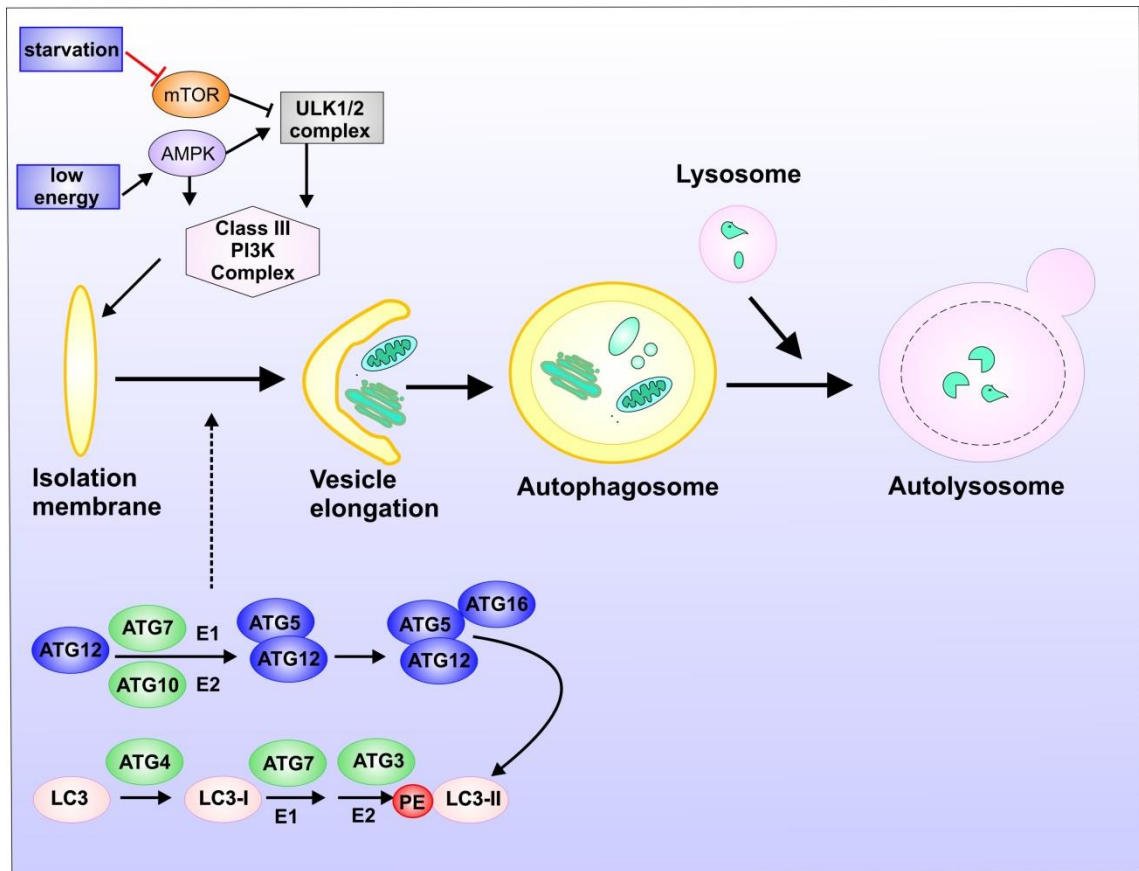 starvation
mTOR
ULK1/2
complex
AMPK
low
energy
Class III
PI3K
Complex
Lysosome
Isolation
membrane
Vesicle
elongation
Autophagosome
Autolysosome
ATG12
ATG7
E1
ATG10
E2
ATG5
ATG12
ATG5
ATG16
ATG12
LC3
ATG4
LC3-I
ATG7
E1
ATG3
E2
PE
LC3-II